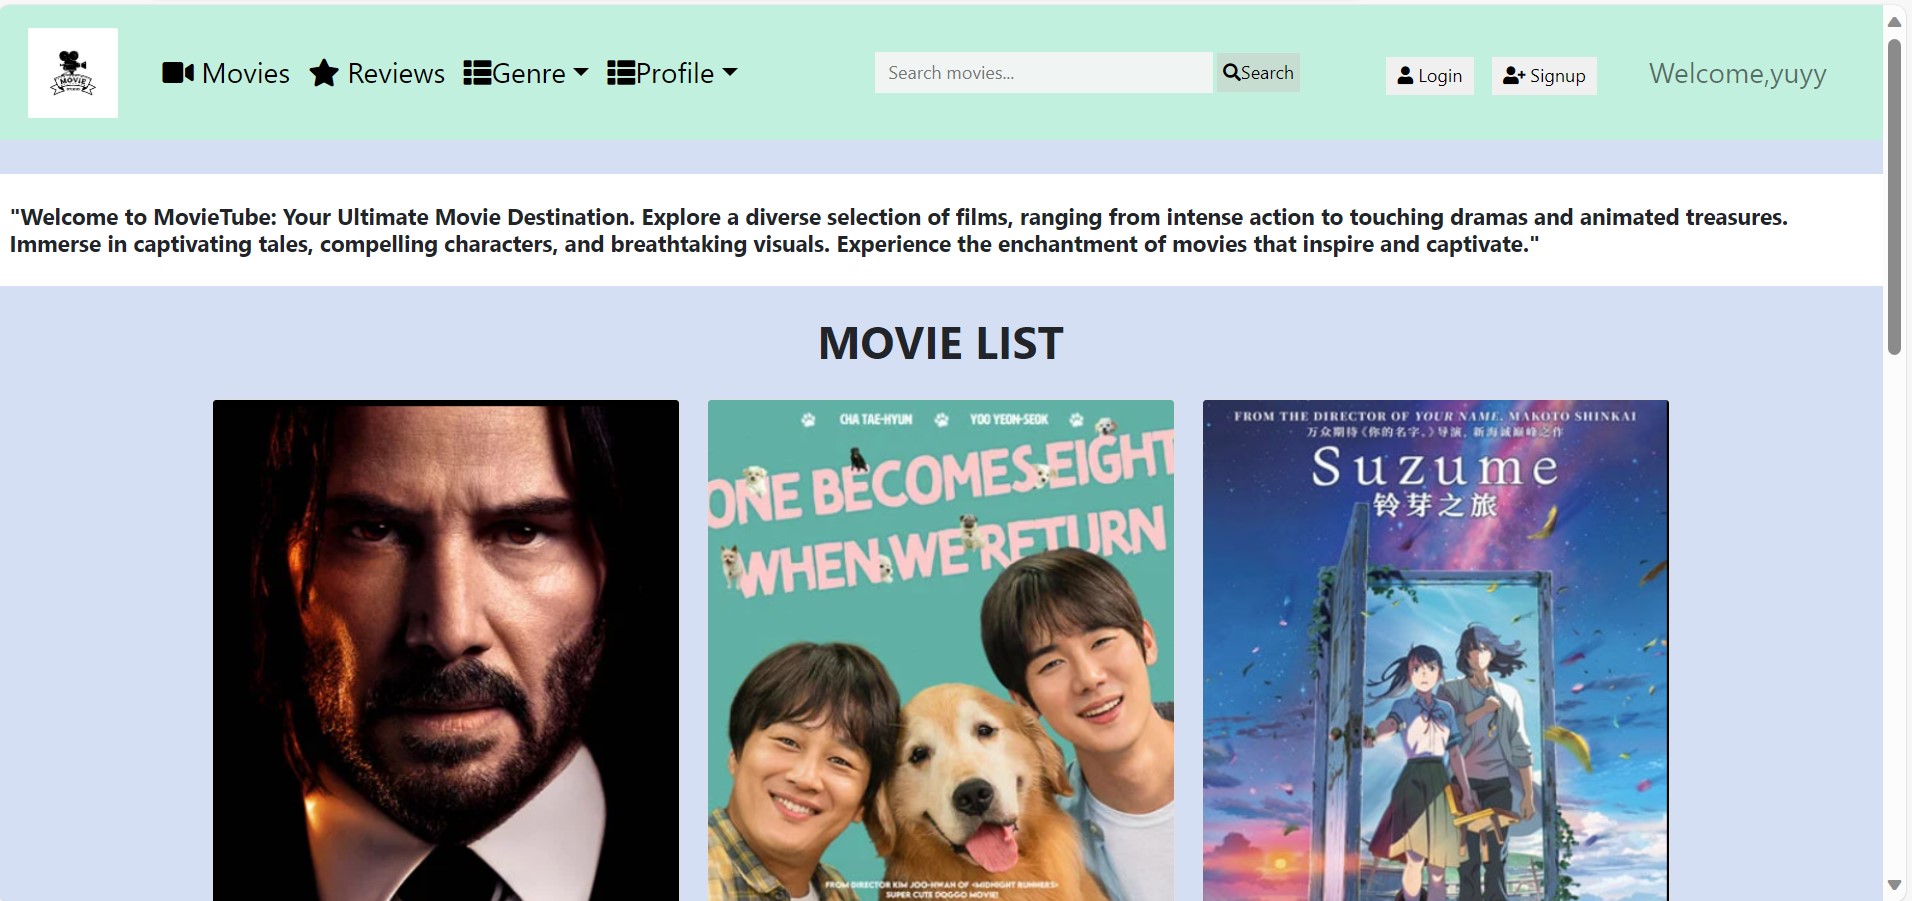 MOVIE
Movies
Reviews
Genre
Profile
Search movies...
Search
Login
Signup
Welcome,yuyy
"Welcome to MovieTube: Your Ultimate Movie Destination. Explore a diverse selection of films, ranging from intense action to touching dramas and animated treasures.
Immerse in captivating tales, compelling characters, and breathtaking visuals. Experience the enchantment of movies that inspire and captivate."
MOVIE LIST
CHA TAE-HYUN YOO YEON-SEOK
ONE BECOMES EIGHT
WHEN WE RETURN
FROM DIRECTOR KIM JOO-HWAN OF <MIDNIGHT RUNNERS>
SUPER CUTE DOGGO MOVIE!
FROM THE DIRECTOR OF YOUR NAME. MAKOTO SHINKAI
万众期待《你的名字。》导演，新海诚巅峰之作
Suzume
铃芽之旅